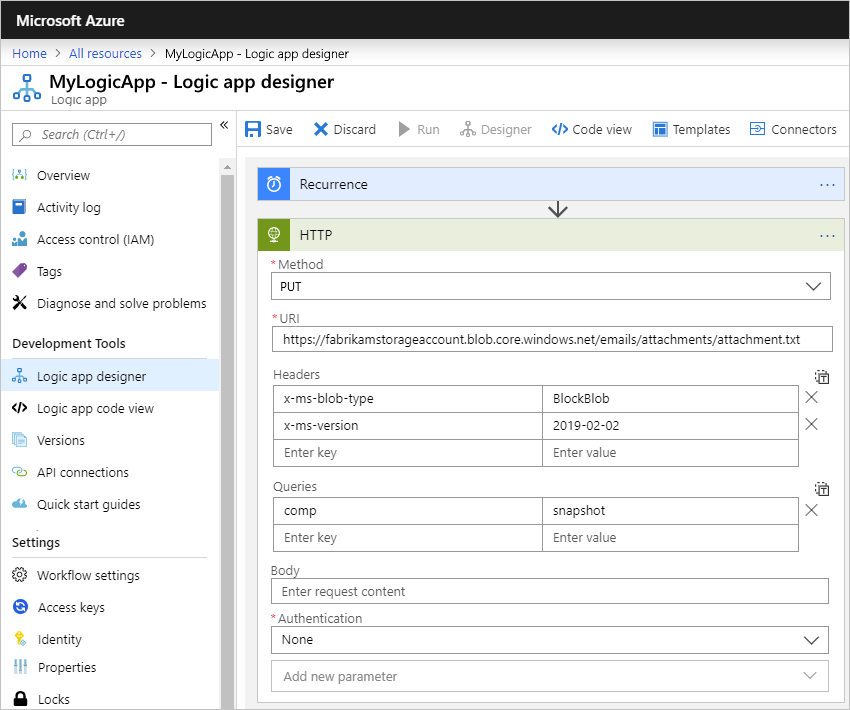 Microsoft Azure
Home > All resources > MyLogicApp - Logic app designer
MyLogicApp - Logic app designer
Logic app
Search (Ctrl+/)
«
Overview
Activity log
Access control (IAM)
Tags
Diagnose and solve problems
Development Tools
Logic app designer
Logic app code view
Versions
API connections
Quick start guides
Settings
Workflow settings
Access keys
Identity
Properties
Locks
Save Discard Run Designer Code view Templates Connectors
Recurrence ...
HTTP ...
* Method
PUT
* URI
https://fabrikamstorageaccount.blob.core.windows.net/emails/attachments/attachment.txt
Headers
x-ms-blob-type BlockBlob
x-ms-version 2019-02-02
Enter key Enter value
Queries
comp snapshot
Enter key Enter value
Body
Enter request content
* Authentication
None
Add new parameter